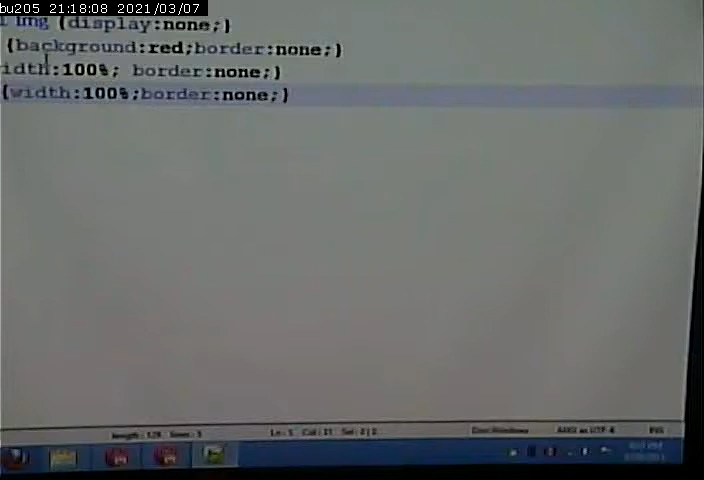 bu205 21:18:08 2021/03/07
img {display:none;}
{background:red;border:none;}
idth:100%; border:none;}
{width:100%;border:none;}